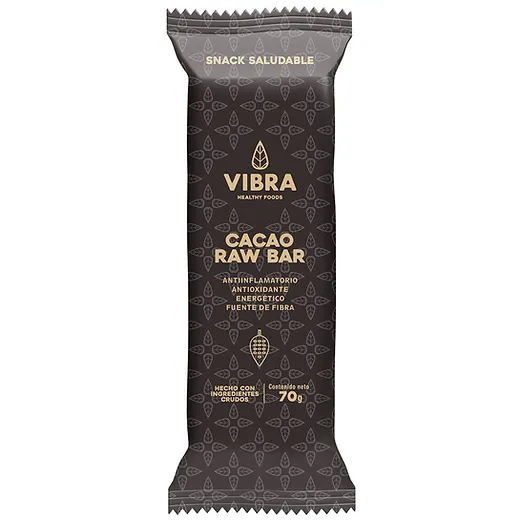 SNACK SALUDABLE
VIBRA
HEALTHY FOODS
CACAO
RAW BAR
ANTIINFLAMATORIO
ANTIOXIDANTE
ENERGÉTICO
FUENTE DE FIBRA
HECHO CON
INGREDIENTES
CRUDOS
Contenido neto
70g